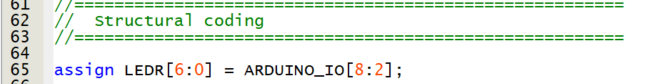 61 //============================================================
62 //  Structural coding
63 //============================================================
64
65 assign LEDR[6:0] = ARDUINO_IO[8:2];